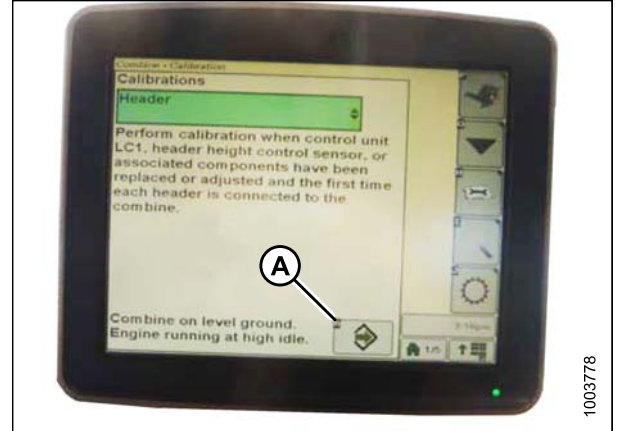 Combine - Calibration
Calibrations
Header
Perform calibration when control unit
LC1, header height control sensor, or
associated components have been
replaced or adjusted and the first time
each header is connected to the
combine.
A
Combine on level ground.
Engine running at high idle.
1/5
1003778